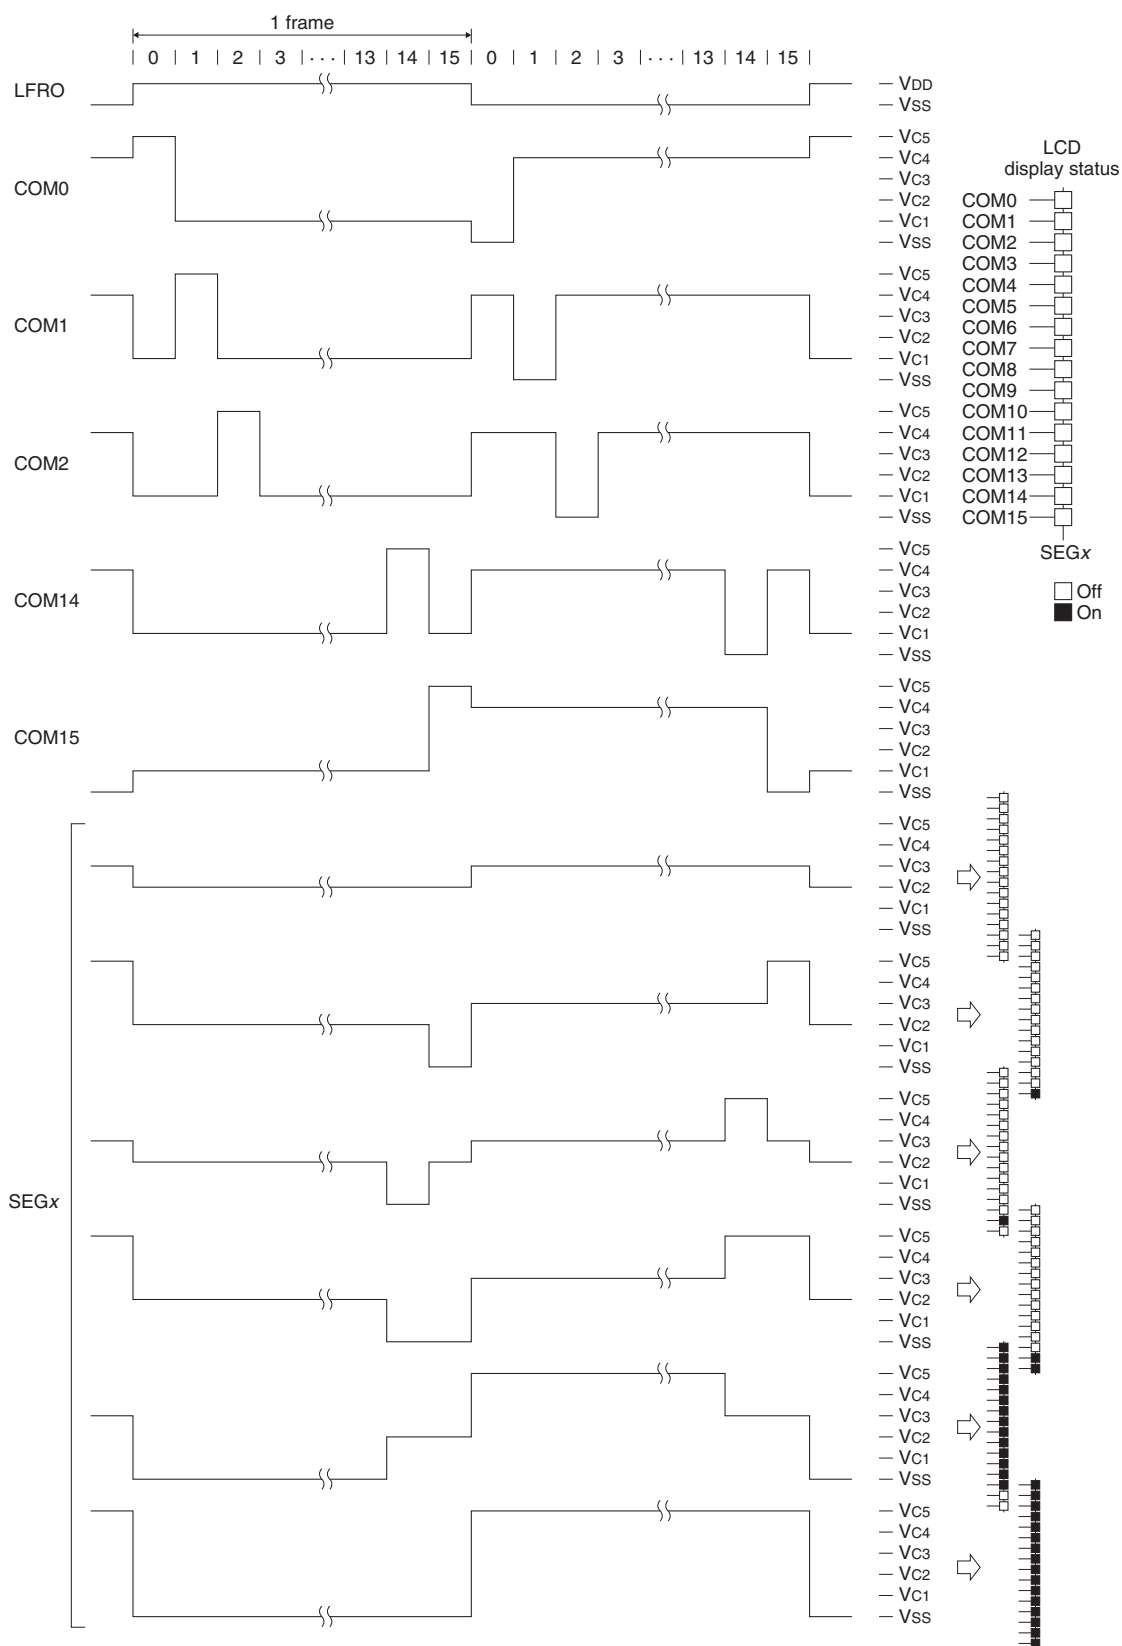 1 frame
0 1 2 3 ··· 13 14 15 0 1 2 3 ··· 13 14 15
LFRO
VDD
VSS
COM0
VC5
VC4
VC3
VC2
VC1
VSS
LCD
display status
COM0
COM1
COM2
COM3
COM4
COM5
COM6
COM7
COM8
COM9
COM10
COM11
COM12
COM13
COM14
COM15
SEGx
Off
On
COM1
VC5
VC4
VC3
VC2
VC1
VSS
COM2
VC5
VC4
VC3
VC2
VC1
VSS
COM14
VC5
VC4
VC3
VC2
VC1
VSS
COM15
VC5
VC4
VC3
VC2
VC1
VSS
SEGx
VC5
VC4
VC3
VC2
VC1
VSS
VC5
VC4
VC3
VC2
VC1
VSS
VC5
VC4
VC3
VC2
VC1
VSS
VC5
VC4
VC3
VC2
VC1
VSS
VC5
VC4
VC3
VC2
VC1
VSS
VC5
VC4
VC3
VC2
VC1
VSS